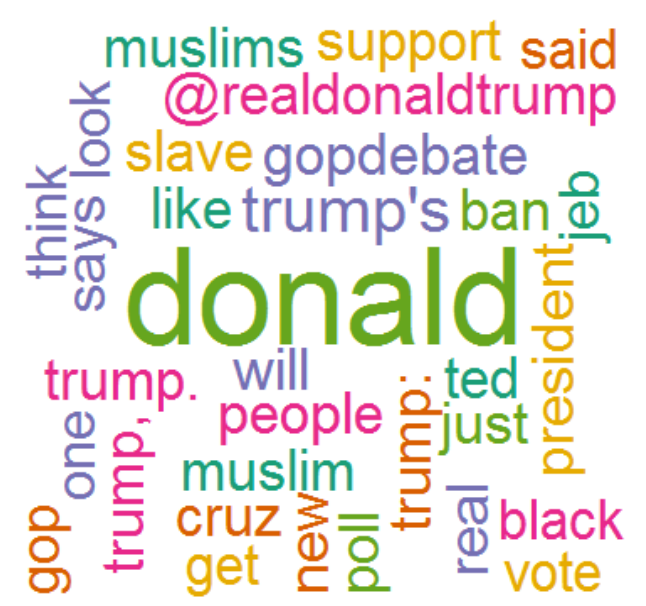 muslims support said
@realdonaldtrump
look
slave gopdebate
think
says
like trump's ban
jeb
donald
president
will
trump. ted
people just
trump:
one
trump,
muslim
cruz
new
poll
real
black
gop
get
vote